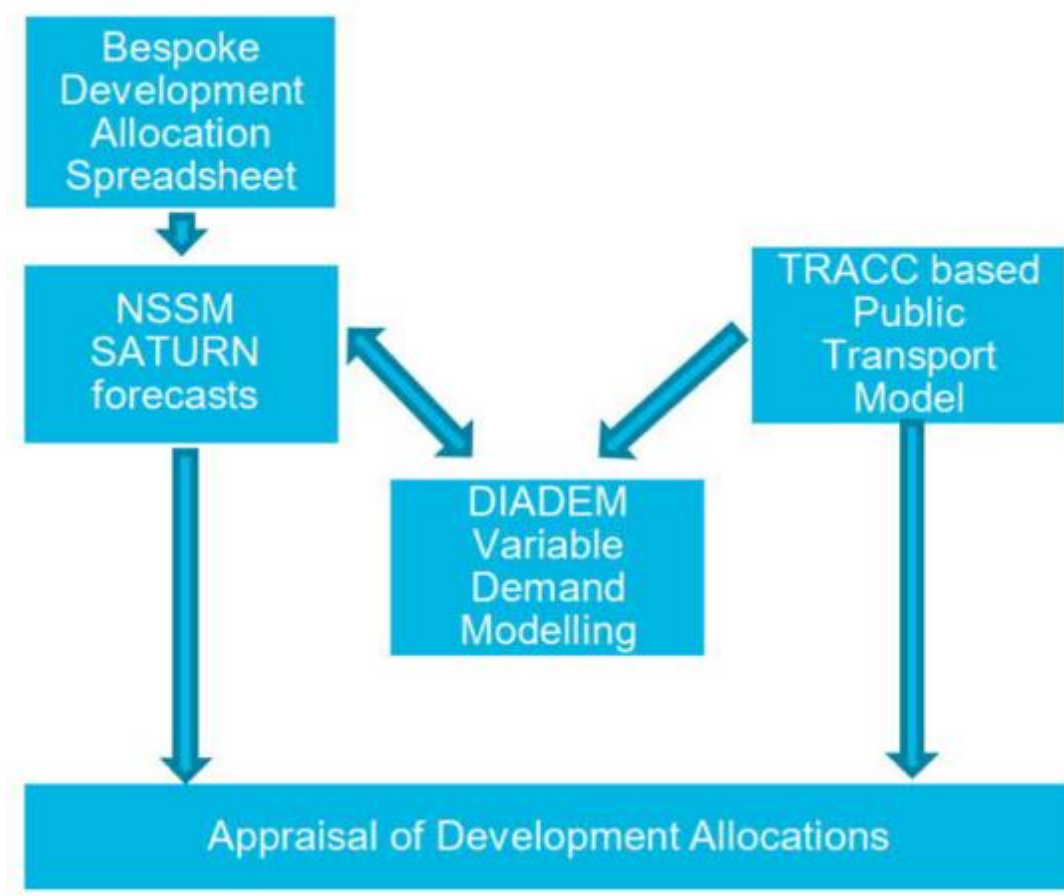 Bespoke
Development
Allocation
Spreadsheet
NSSM
SATURN
forecasts
TRACC based
Public
Transport
Model
DIADEM
Variable
Demand
Modelling
Appraisal of Development Allocations